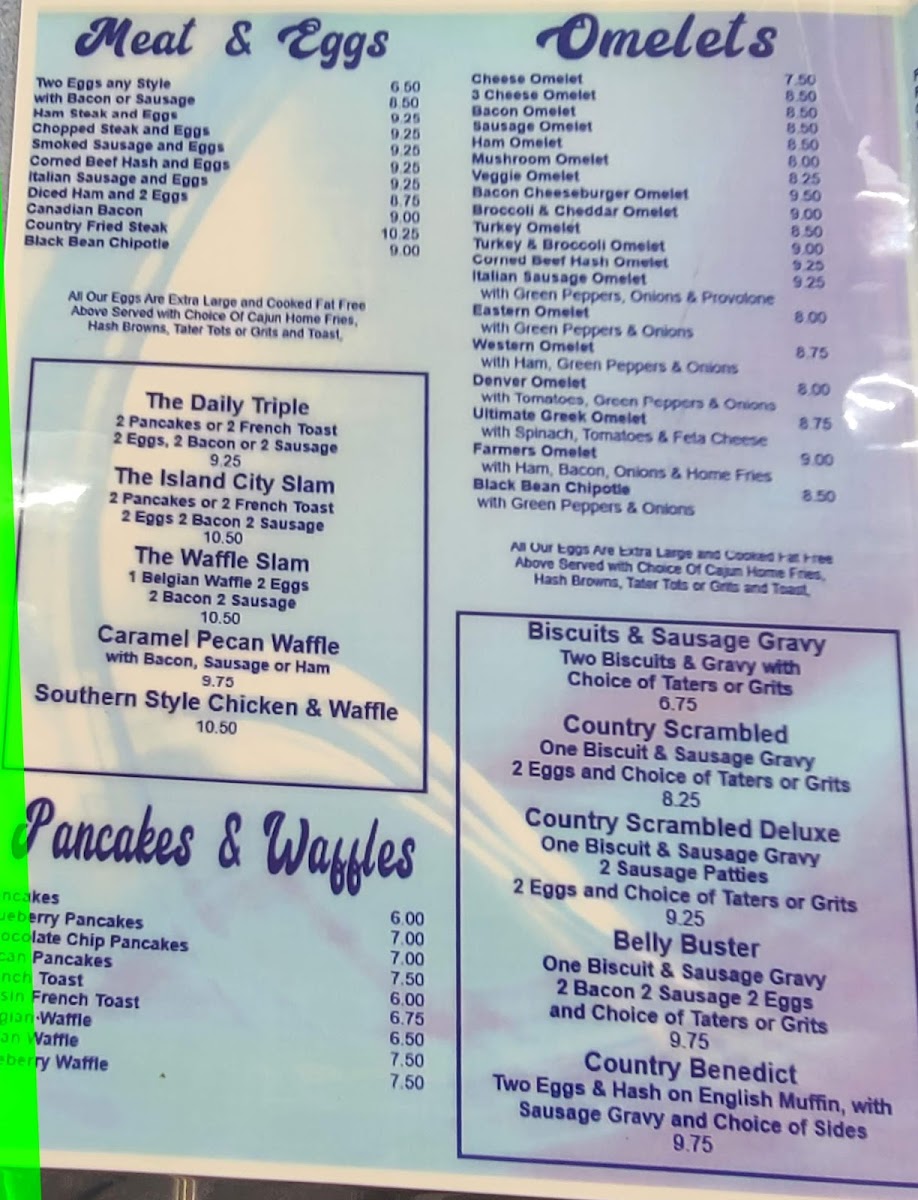 Meat & Eggs
Two Eggs any Style 6.50
with Bacon or Sausage 8.50
Ham Steak and Eggs 9.25
Chopped Steak and Eggs 9.25
Smoked Sausage and Eggs 9.25
Corned Beef Hash and Eggs 9.25
Italian Sausage and Eggs 9.25
Diced Ham and 2 Eggs 8.75
Canadian Bacon 9.00
Country Fried Steak 10.25
Black Bean Chipotle 9.00
All Our Eggs Are Extra Large and Cooked Fat Free
Above Served with Choice Of Cajun Home Fries,
Hash Browns, Tater Tots or Grits and Toast,
The Daily Triple
2 Pancakes or 2 French Toast
2 Eggs, 2 Bacon or 2 Sausage
9.25
The Island City Slam
2 Pancakes or 2 French Toast
2 Eggs 2 Bacon 2 Sausage
10.50
The Waffle Slam
1 Belgian Waffle 2 Eggs
2 Bacon 2 Sausage
10.50
Caramel Pecan Waffle
with Bacon, Sausage or Ham
9.75
Southern Style Chicken & Waffle
10.50
Pancakes & Waffles
ncakes 6.00
ueberry Pancakes 7.00
ocolate Chip Pancakes 7.00
can Pancakes 7.50
nch Toast 6.00
sin French Toast 6.75
gian Waffle 6.50
an Waffle 7.50
eberry Waffle 7.50
Omelets
Cheese Omelet 7.50
3 Cheese Omelet 8.50
Bacon Omelet 8.50
Sausage Omelet 8.50
Ham Omelet 8.50
Mushroom Omelet 8.00
Veggie Omelet 8.25
Bacon Cheeseburger Omelet 9.50
Broccoli & Cheddar Omelet 9.00
Turkey Omelet 8.50
Turkey & Broccoli Omelet 9.00
Corned Beef Hash Omelet 9.25
Italian Sausage Omelet 9.25
with Green Peppers, Onions & Provolone
Eastern Omelet 8.00
with Green Peppers & Onions
Western Omelet 8.75
with Ham, Green Peppers & Onions
Denver Omelet 8.00
with Tomatoes, Green Peppers & Onions
Ultimate Greek Omelet 8.75
with Spinach, Tomatoes & Feta Cheese
Farmers Omelet 9.00
with Ham, Bacon, Onions & Home Fries
Black Bean Chipotle 8.50
with Green Peppers & Onions
All Our Eggs Are Extra Large and Cooked Fat Free
Above Served with Choice Of Cajun Home Fries,
Hash Browns, Tater Tots or Grits and Toast,
Biscuits & Sausage Gravy
Two Biscuits & Gravy with
Choice of Taters or Grits
6.75
Country Scrambled
One Biscuit & Sausage Gravy
2 Eggs and Choice of Taters or Grits
8.25
Country Scrambled Deluxe
One Biscuit & Sausage Gravy
2 Sausage Patties
2 Eggs and Choice of Taters or Grits
9.25
Belly Buster
One Biscuit & Sausage Gravy
2 Bacon 2 Sausage 2 Eggs
and Choice of Taters or Grits
9.75
Country Benedict
Two Eggs & Hash on English Muffin, with
Sausage Gravy and Choice of Sides
9.75